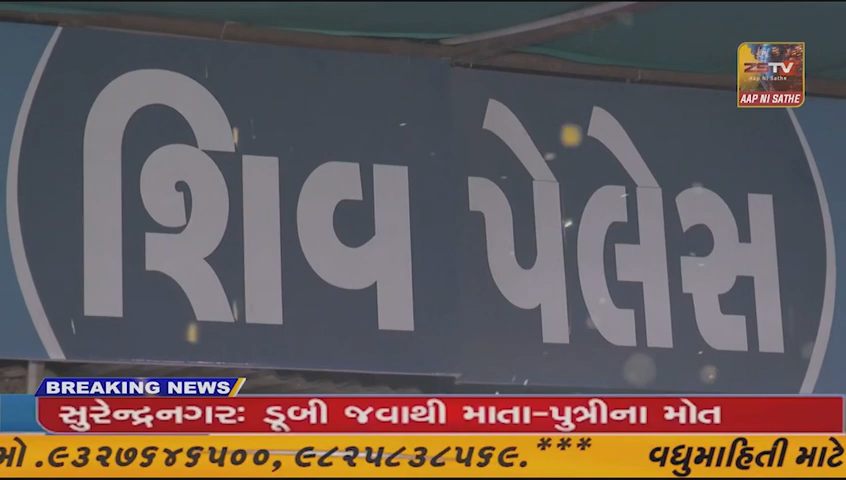 ZSTV
Aap Ni Sathe
AAP NI SATHE
શિવ પેલેસ
BREAKING NEWS
સુરેન્દ્રનગરઃ ડૂબી જવાથી માતા-પુત્રીના મોત
મો .૯૩૨૭૬૪૬૫૦૦, ૯૮૨૫૮૩૮૫૬૯.*** વધુમાહિતી માટે